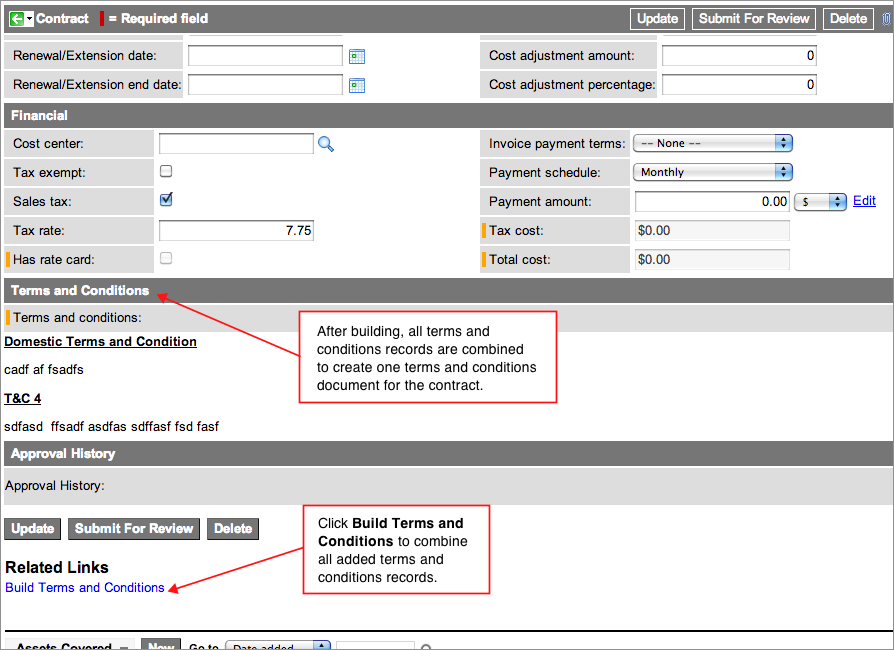 Contract = Required field Update Submit For Review Delete
Renewal/Extension date: Cost adjustment amount: 0
Renewal/Extension end date: Cost adjustment percentage: 0
Financial
Cost center: Invoice payment terms: -- None --
Tax exempt: Payment schedule: Monthly
Sales tax: Payment amount: 0.00 $ Edit
Tax rate: 7.75 Tax cost: $0.00
Has rate card: Total cost: $0.00
Terms and Conditions
Terms and conditions:
After building, all terms and
conditions records are combined
to create one terms and conditions
document for the contract.
Domestic Terms and Condition
cadf af fsadfs
T&C 4
sdfasd ffsadf asdfas sdffasf fsd fasf
Approval History
Approval History:
Update Submit For Review Delete
Click Build Terms and
Conditions to combine
all added terms and
conditions records.
Related Links
Build Terms and Conditions
Assets Covered New Go to Date added